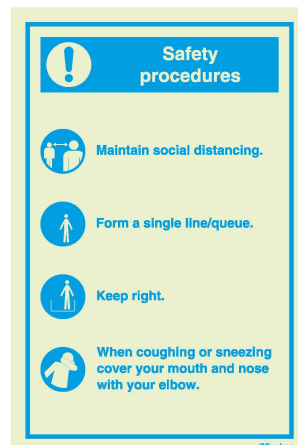 Safety
procedures
Maintain social distancing.
Form a single line/queue.
Keep right.
When coughing or sneezing
cover your mouth and nose
with your elbow.